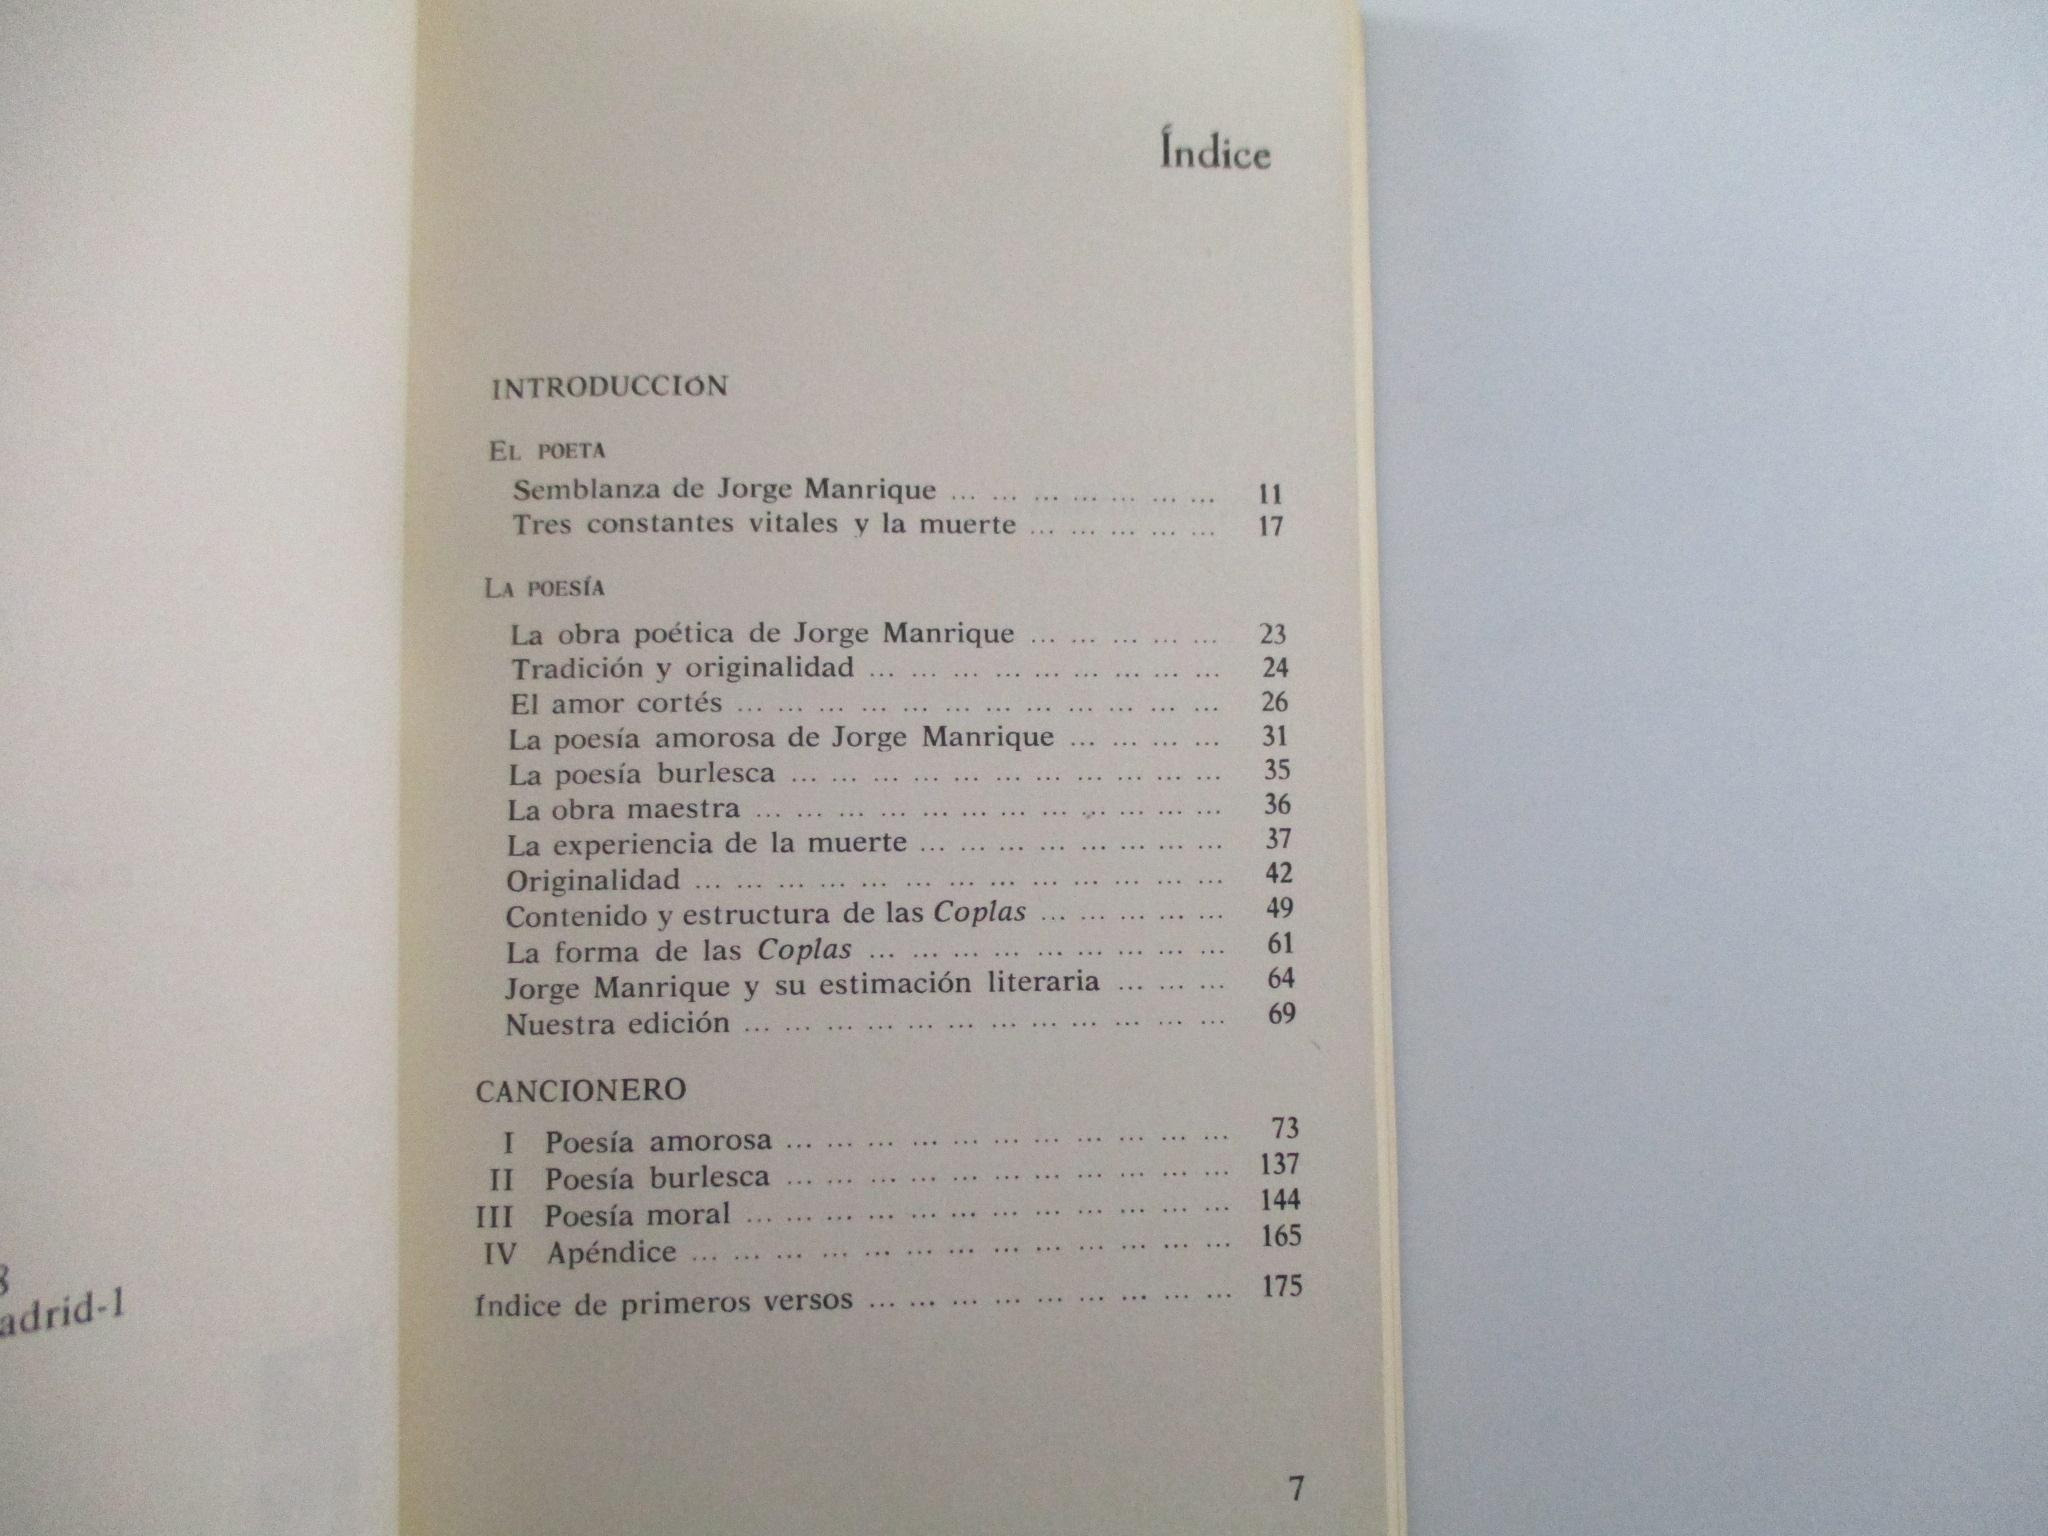 8
adrid-1
Índice
INTRODUCCIÓN
EL POETA
Semblanza de Jorge Manrique ... ... ... ... ... ... ... 11
Tres constantes vitales y la muerte ... ... ... ... ... 17
LA POESÍA
La obra poética de Jorge Manrique ... ... ... ... ... 23
Tradición y originalidad ... ... ... ... ... ... ... ... ... 24
El amor cortés ... ... ... ... ... ... ... ... ... ... ... ... 26
La poesía amorosa de Jorge Manrique ... ... ... ... 31
La poesía burlesca ... ... ... ... ... ... ... ... ... ... ... 35
La obra maestra ... ... ... ... ... ... ... ... ... ... ... ... 36
La experiencia de la muerte ... ... ... ... ... ... ... ... 37
Originalidad ... ... ... ... ... ... ... ... ... ... ... ... ... 42
Contenido y estructura de las Coplas ... ... ... ... ... 49
La forma de las Coplas ... ... ... ... ... ... ... ... ... 61
Jorge Manrique y su estimación literaria ... ... ... 64
Nuestra edición ... ... ... ... ... ... ... ... ... ... ... ... 69
CANCIONERO
I Poesía amorosa ... ... ... ... ... ... ... ... ... ... ... 73
II Poesía burlesca ... ... ... ... ... ... ... ... ... ... ... 137
III Poesía moral ... ... ... ... ... ... ... ... ... ... ... ... 144
IV Apéndice ... ... ... ... ... ... ... ... ... ... ... ... ... 165
Índice de primeros versos ... ... ... ... ... ... ... ... ... 175
7